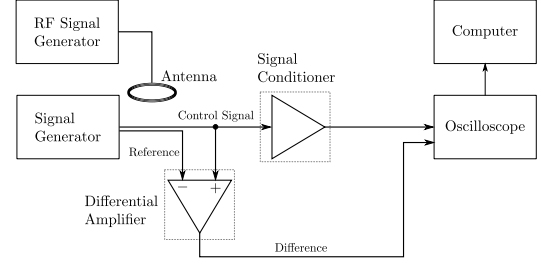 RF Signal
Generator
Computer
Signal
Conditioner
Antenna
Signal
Generator
Control Signal
Oscilloscope
Reference
− +
Differential
Amplifier
Difference